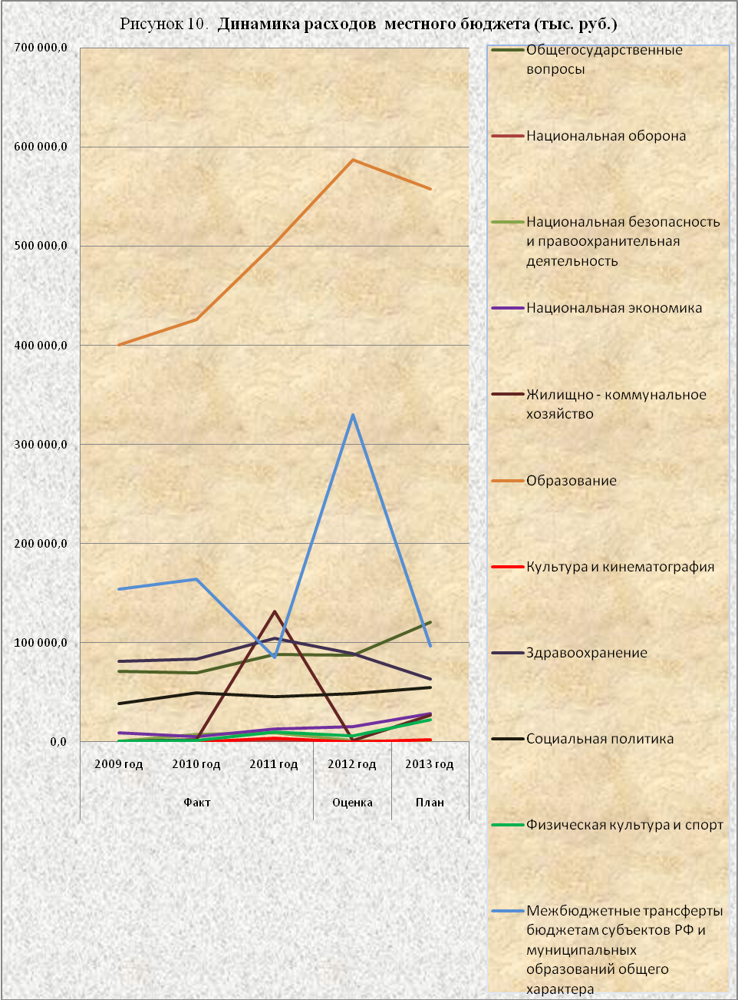 Рисунок 10. Динамика расходов местного бюджета (тыс. руб.)
700 000,0
600 000,0
500 000,0
400 000,0
300 000,0
200 000,0
100 000,0
0,0
2009 год 2010 год 2011 год 2012 год 2013 год
Факт Оценка План
Общегосударственные
вопросы
Национальная оборона
Национальная безопасность
и правоохранительная
деятельность
Национальная экономика
Жилищно - коммунальное
хозяйство
Образование
Культура и кинематография
Здравоохранение
Социальная политика
Физическая культура и спорт
Межбюджетные трансферты
бюджетам субъектов РФ и
муниципальных
образований общего
характера